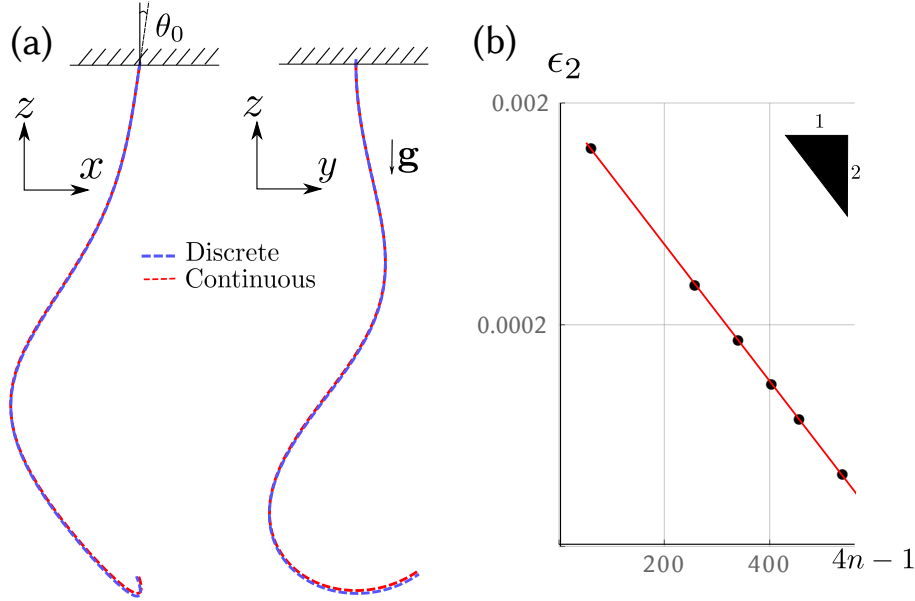 (a)
θ₀
z
x
z
y
g
Discrete
Continuous
(b)
ϵ₂
0.002
0.0002
1
2
200
400
4n − 1